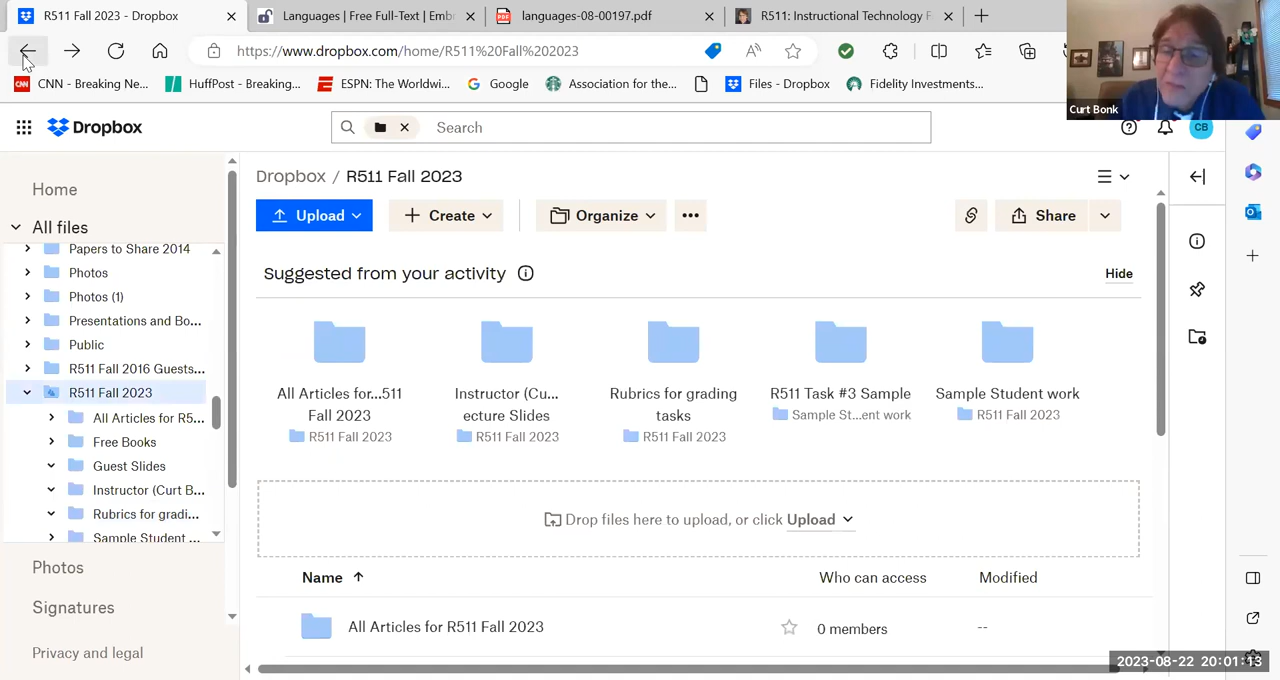 R511 Fall 2023 - Dropbox
Languages | Free Full-Text | Emb
languages-08-00197.pdf
R511: Instructional Technology F
https://www.dropbox.com/home/R511%20Fall%202023
CNN - Breaking Ne...
HuffPost - Breaking...
ESPN: The Worlwi...
Google
Association for the...
Files - Dropbox
Fidelity Investments...
Curt Bonk
Dropbox
Search
CB
Home
All files
Papers to Share 2014
Photos
Photos (1)
Presentations and Bo...
Public
R511 Fall 2016 Guests...
R511 Fall 2023
All Articles for R5...
Free Books
Guest Slides
Instructor (Curt B...
Rubrics for gradi...
Sample Student ...
Photos
Signatures
Privacy and legal
Dropbox / R511 Fall 2023
Upload
Create
Organize
Share
Suggested from your activity
Hide
All Articles for...511
Fall 2023
R511 Fall 2023
Instructor (Cu...
ecture Slides
R511 Fall 2023
Rubrics for grading
tasks
R511 Fall 2023
R511 Task #3 Sample
Sample St...ent work
Sample Student work
R511 Fall 2023
Drop files here to upload, or click Upload
Name
Who can access
Modified
All Articles for R511 Fall 2023
0 members
--
2023-08-22 20:01:13